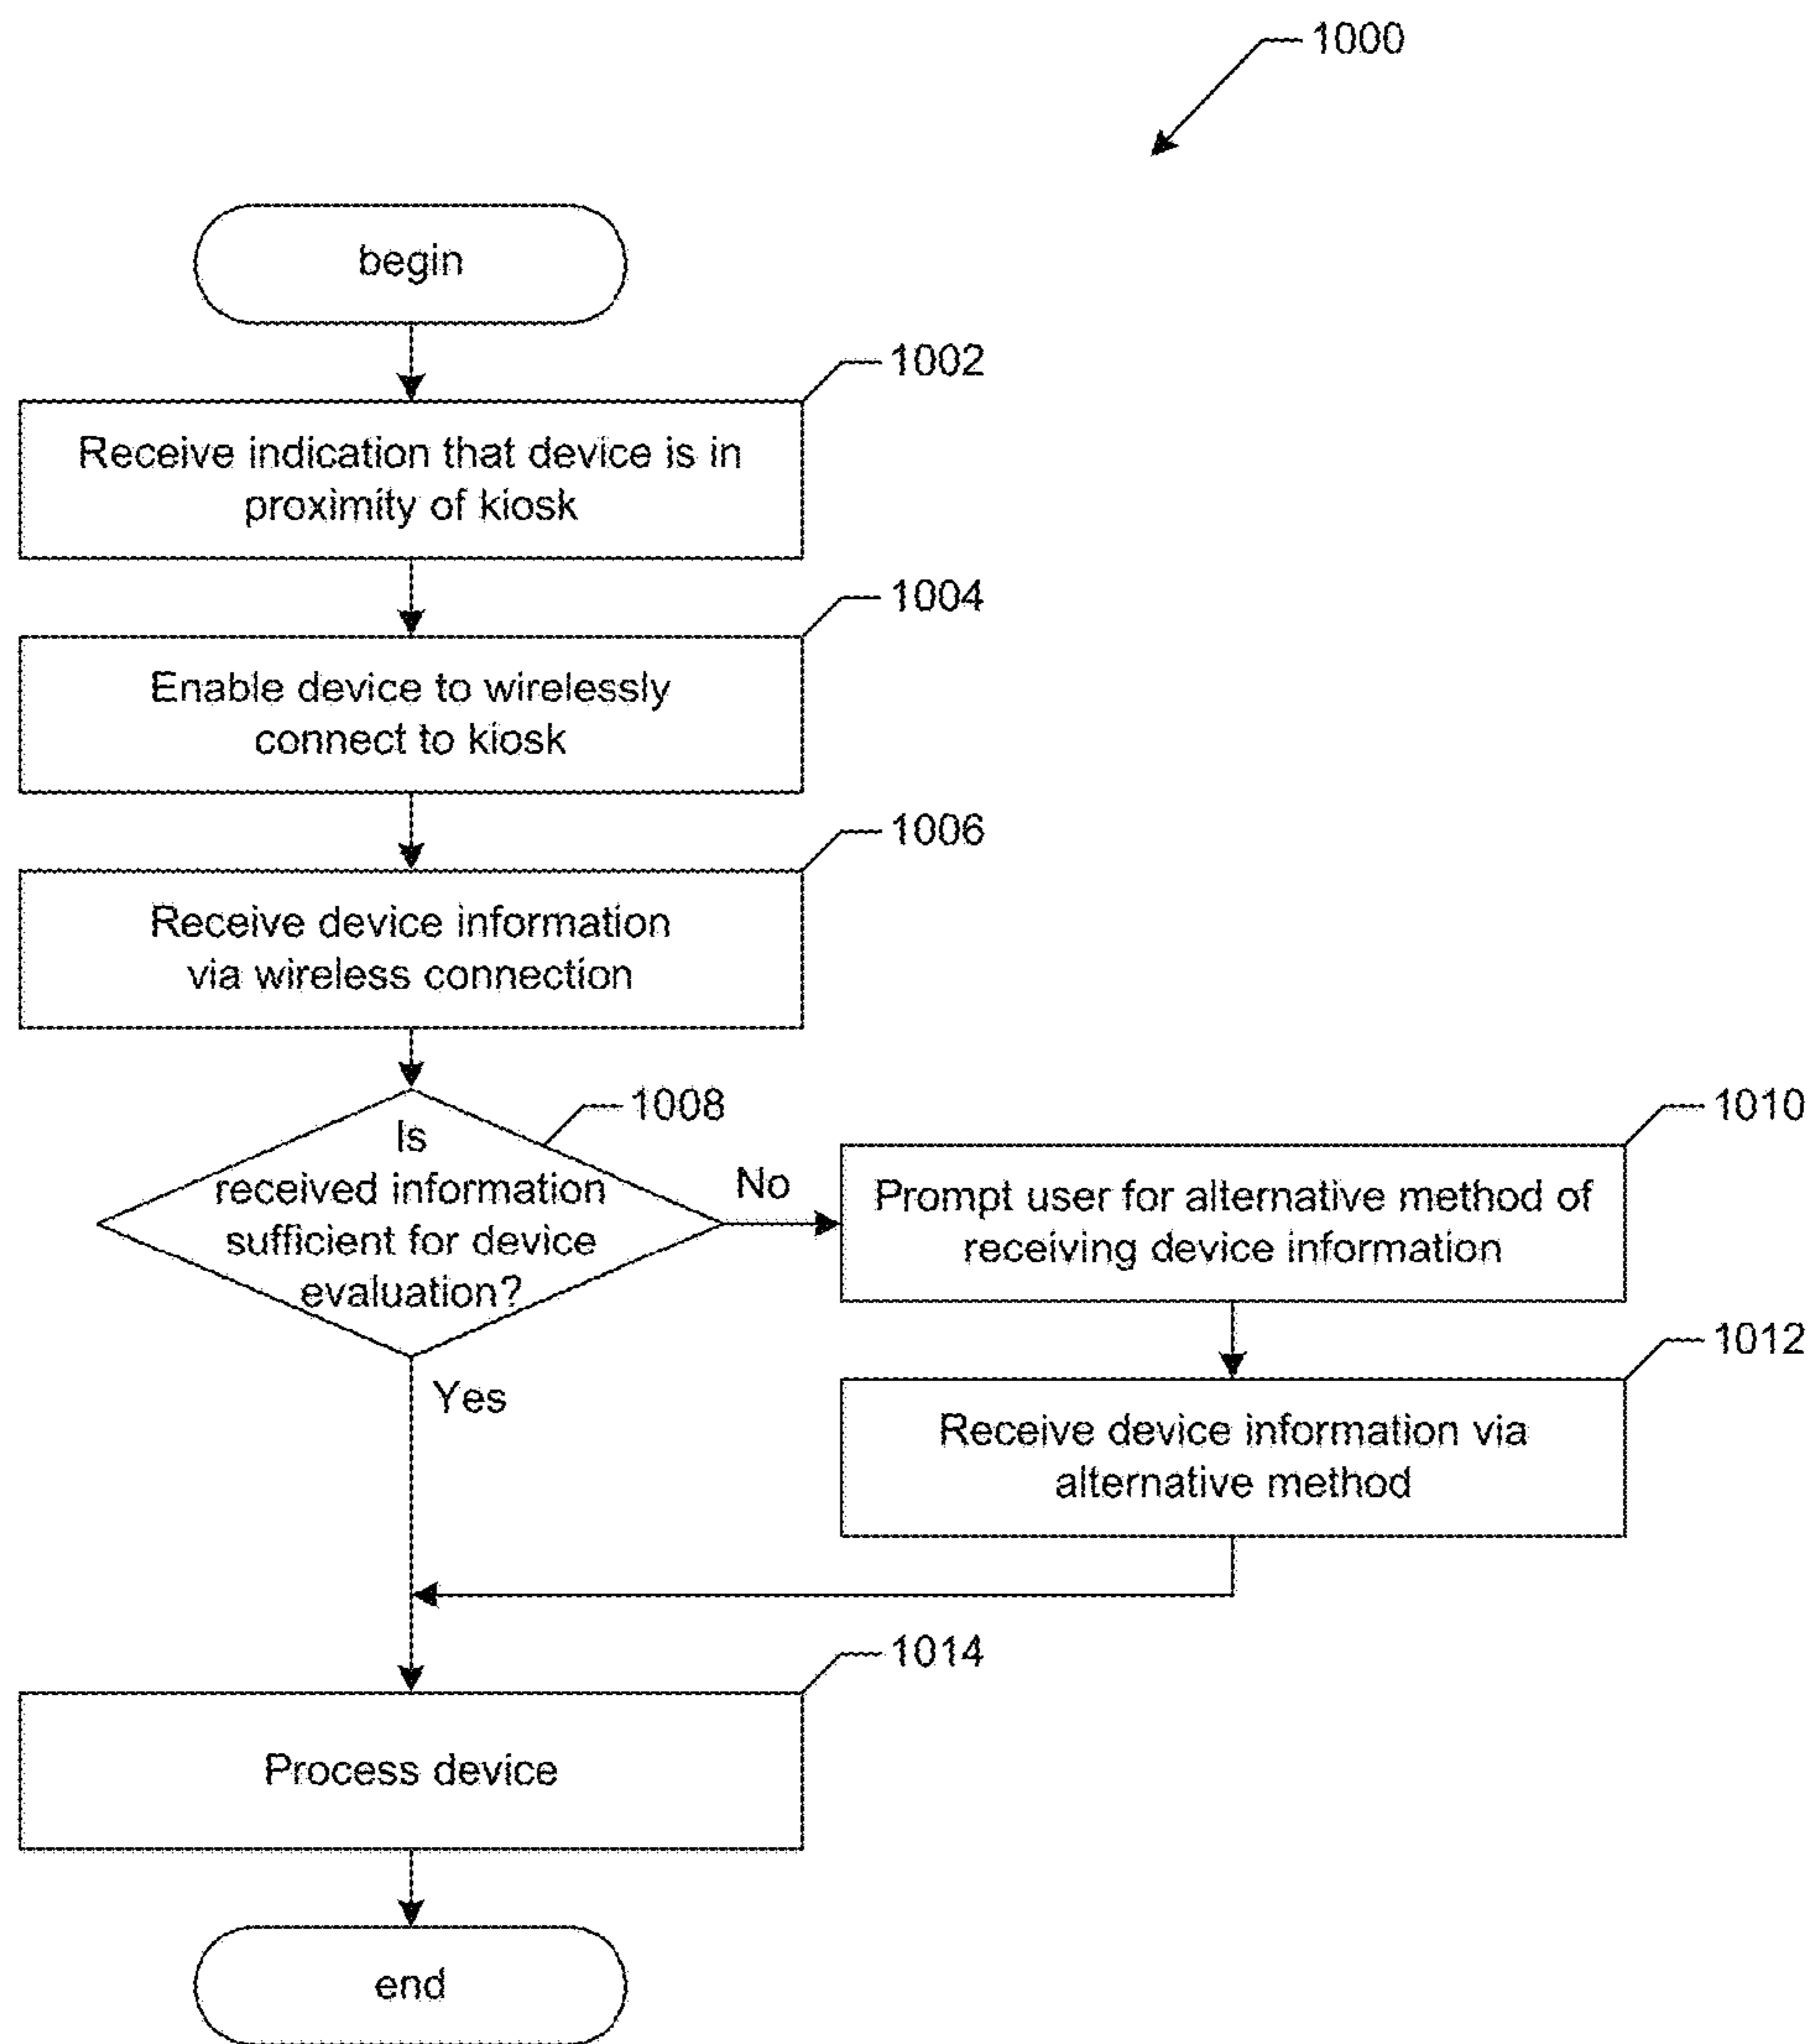 1000
begin
1002
Receive indication that device is in
proximity of kiosk
1004
Enable device to wirelessly
connect to kiosk
1006
Receive device information
via wireless connection
1008
Is
received information
sufficient for device
evaluation?
No
Yes
1010
Prompt user for alternative method of
receiving device information
1012
Receive device information via
alternative method
1014
Process device
end